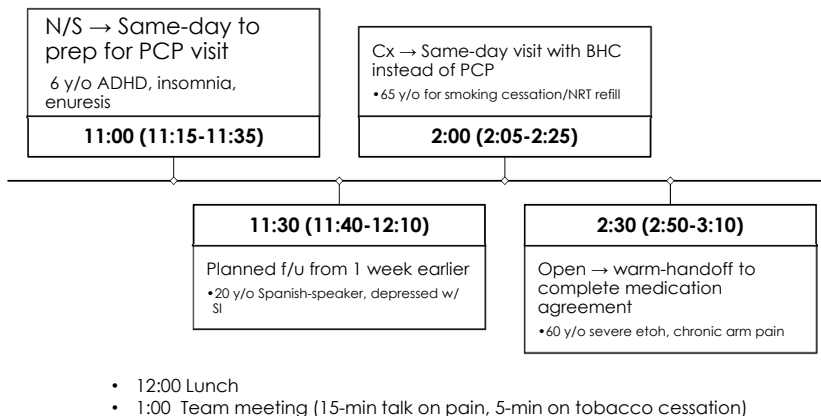 N/S → Same-day to
prep for PCP visit
6 y/o ADHD, insomnia,
enuresis
11:00 (11:15-11:35)
Cx → Same-day visit with BHC
instead of PCP
•65 y/o for smoking cessation/NRT refill
2:00 (2:05-2:25)
11:30 (11:40-12:10)
Planned f/u from 1 week earlier
•20 y/o Spanish-speaker, depressed w/
SI
2:30 (2:50-3:10)
Open → warm-handoff to
complete medication
agreement
•60 y/o severe etoh, chronic arm pain
• 12:00 Lunch
• 1:00 Team meeting (15-min talk on pain, 5-min on tobacco cessation)